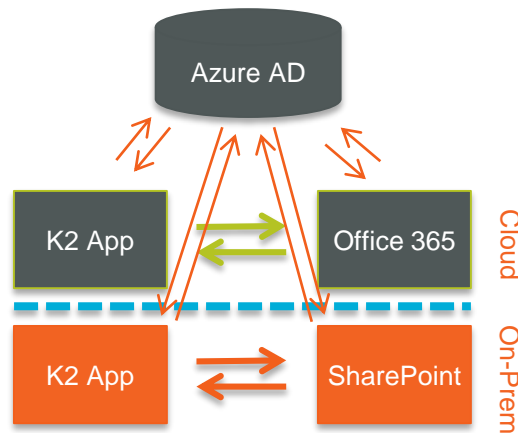 Azure AD
K2 App
Office 365
Cloud
K2 App
SharePoint
On-Prem